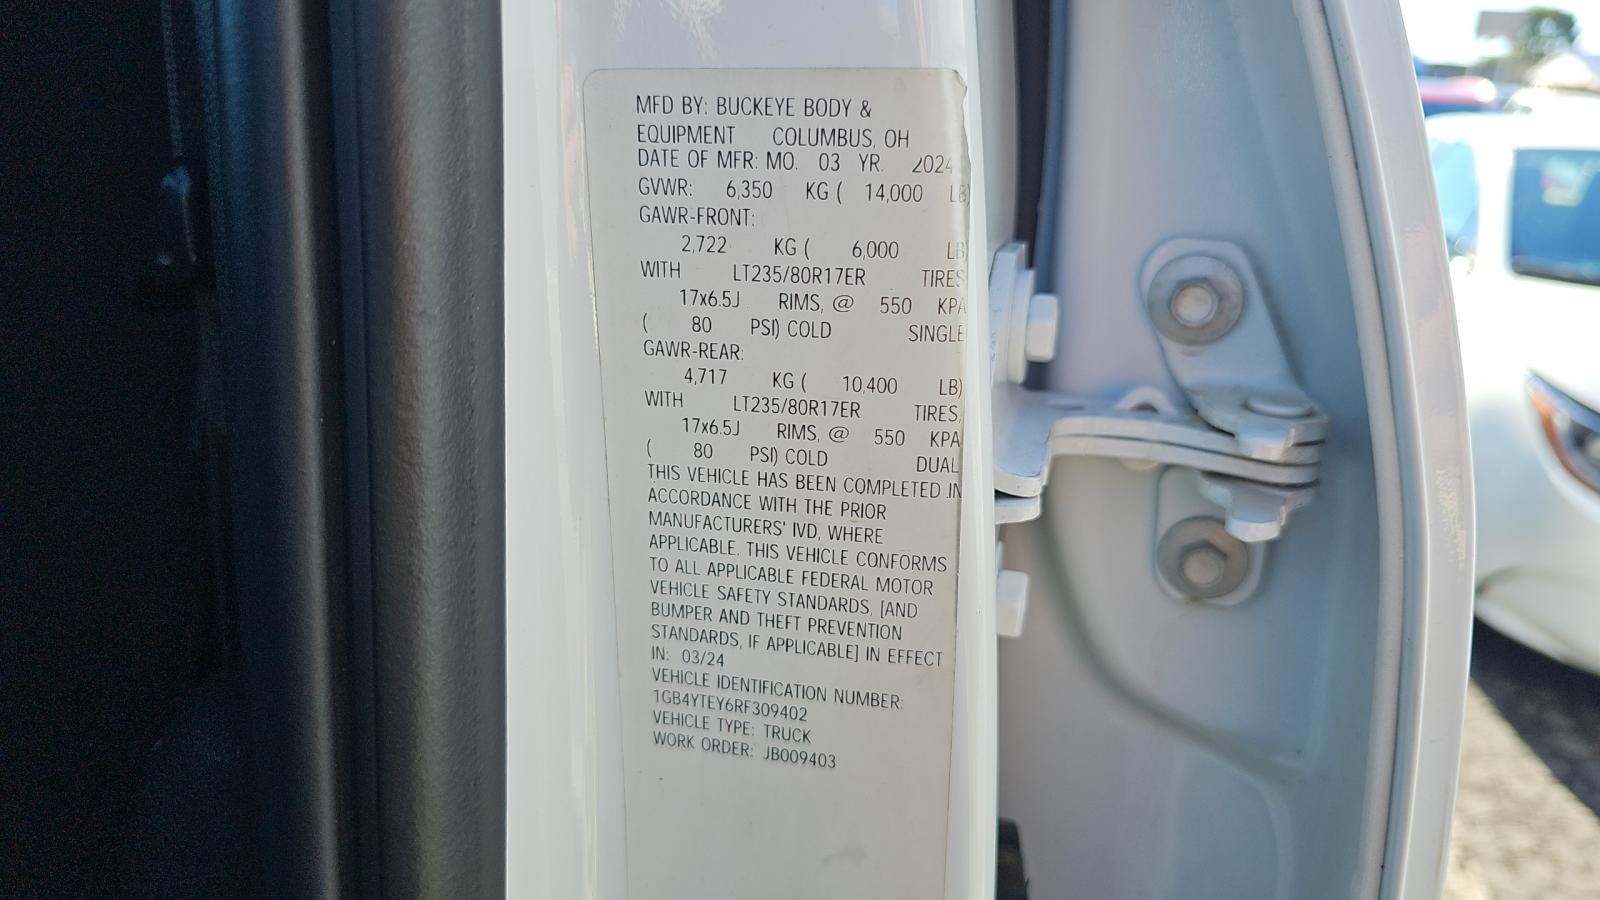 MFD BY: BUCKEYE BODY &
EQUIPMENT COLUMBUS, OH
DATE OF MFR: MO. 03 YR. 2024
GVWR: 6,350 KG ( 14,000 LB)
GAWR-FRONT:
2,722 KG ( 6,000 LB)
WITH LT235/80R17ER TIRES,
17x6.5J RIMS, @ 550 KPA
( 80 PSI) COLD SINGLE
GAWR-REAR:
4,717 KG ( 10,400 LB)
WITH LT235/80R17ER TIRES,
17x6.5J RIMS, @ 550 KPA
( 80 PSI) COLD DUAL
THIS VEHICLE HAS BEEN COMPLETED IN
ACCORDANCE WITH THE PRIOR
MANUFACTURERS' IVD, WHERE
APPLICABLE. THIS VEHICLE CONFORMS
TO ALL APPLICABLE FEDERAL MOTOR
VEHICLE SAFETY STANDARDS, [AND
BUMPER AND THEFT PREVENTION
STANDARDS, IF APPLICABLE] IN EFFECT
IN: 03/24
VEHICLE IDENTIFICATION NUMBER:
1GB4YTEY6RF309402
VEHICLE TYPE: TRUCK
WORK ORDER: JB009403